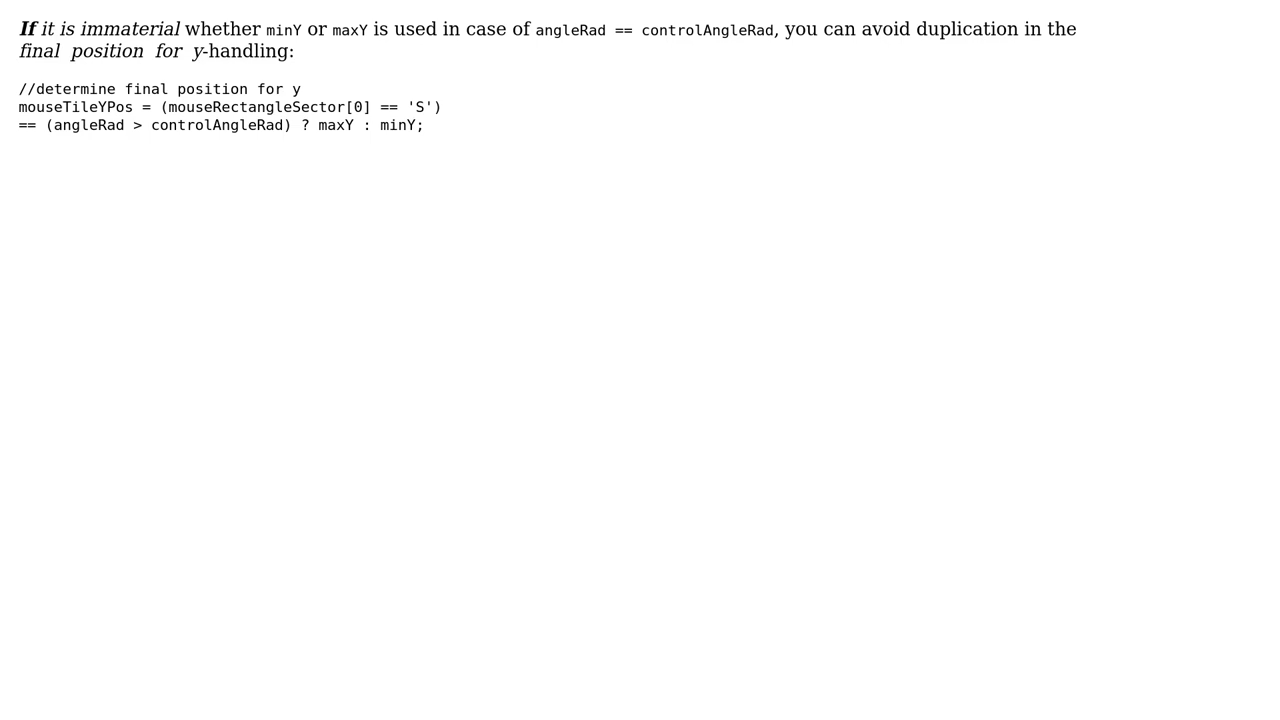 If it is immaterial whether minY or maxY is used in case of angleRad == controlAngleRad, you can avoid duplication in the
final position for y-handling:
//determine final position for y
mouseTileYPos = (mouseRectangleSector[0] == 'S')
== (angleRad > controlAngleRad) ? maxY : minY;